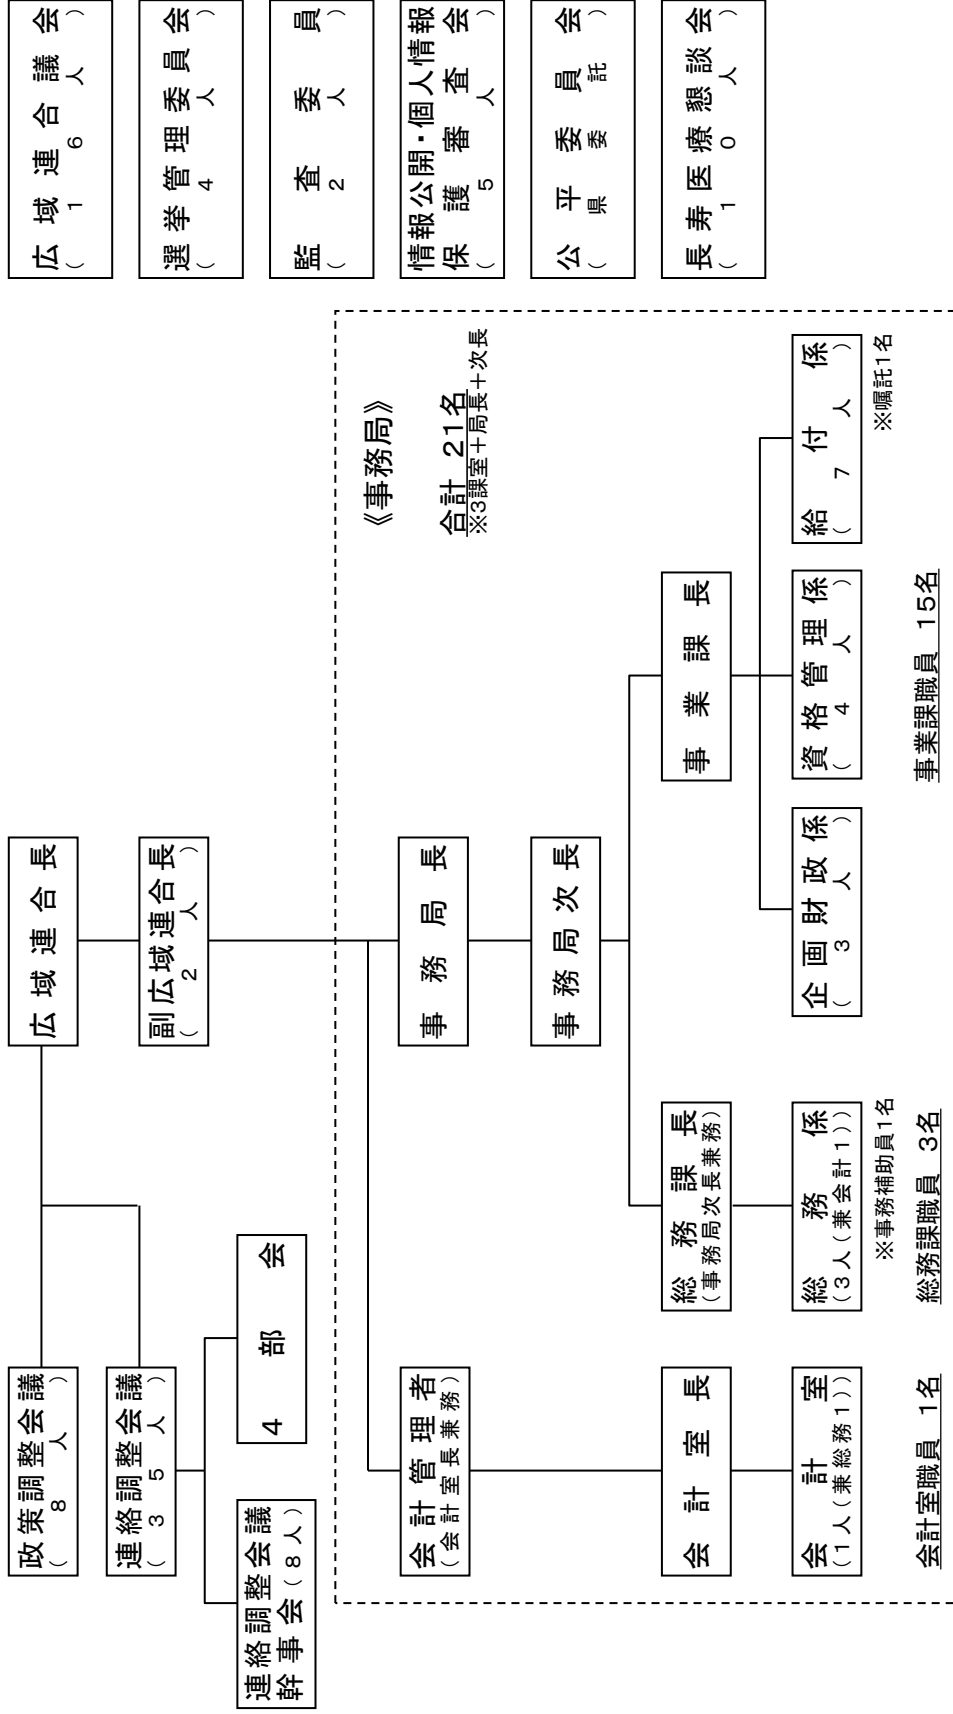 広域連合議会
(16人)
選挙管理委員会
(4人)
監査委員
(2人)
情報公開・個人情報
保護審査会
(5人)
公平委員会
(県委託)
長寿医療懇談会
(10人)
広域連合長
副広域連合長
(2人)
政策調整会議
(8人)
連絡調整会議
(35人)
連絡調整会議
幹事会(8人)
4部会
《事務局》
合計 21名
※3課室+局長+次長
事務局長
事務局次長
会計管理者
(会計室長兼務)
会計室長
会計室
(1人(兼総務1))
会計室職員 1名
総務課長
(事務局次長兼務)
総務係
(3人(兼会計1))
※事務補助員1名
総務課職員 3名
事業課長
企画財政係
(3人)
資格管理係
(4人)
給付係
(7人)
※嘱託1名
事業課職員 15名